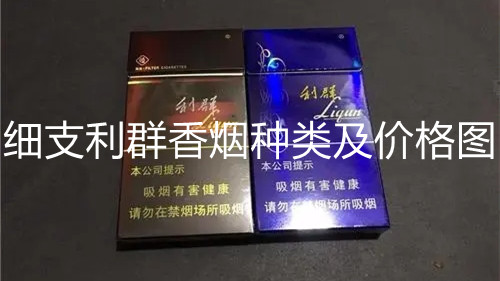 FILTER CIGARETTES
利群
Liqun
利群
Liqun
细支利群香烟种类及价格图
本公司提示
吸烟有害健康
请勿在禁烟场所吸烟
本公司提示
吸烟有害健康
请勿在禁烟场所吸烟